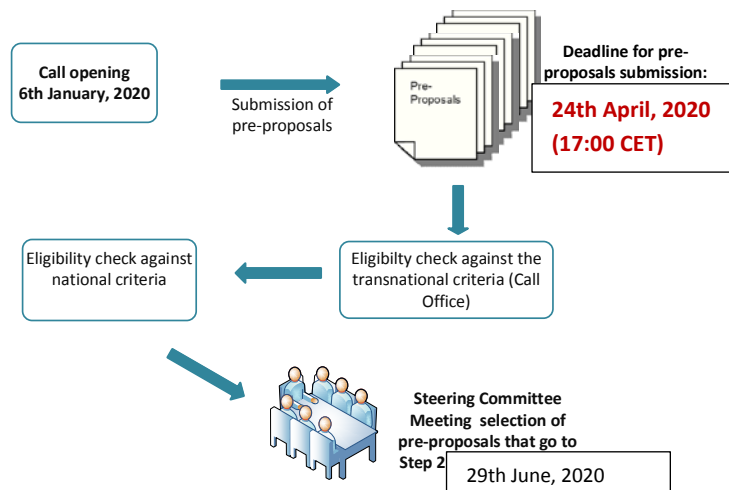 Call opening
6th January, 2020
Submission of
pre-proposals
Pre-
Proposals
Deadline for pre-
proposals submission:
24th April, 2020
(17:00 CET)
Eligibility check against
national criteria
Eligibilty check against the
transnational criteria (Call
Office)
Steering Committee
Meeting selection of
pre-proposals that go to
Step 2
29th June, 2020